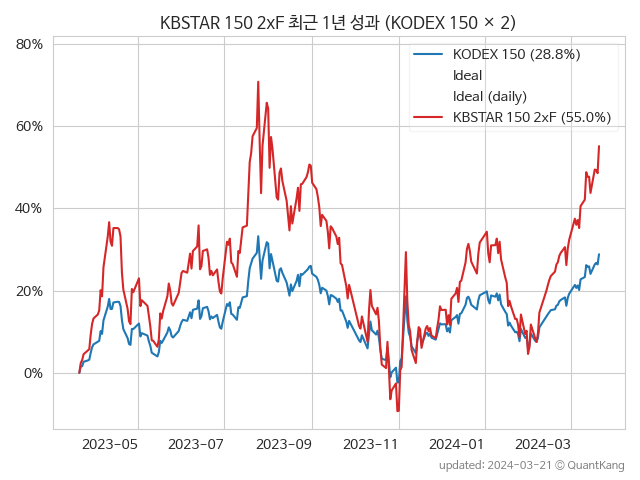 KBSTAR 150 2xF 최근 1년 성과 (KODEX 150 × 2)
80%
60%
40%
20%
0%
KODEX 150 (28.8%)
Ideal
Ideal (daily)
KBSTAR 150 2xF (55.0%)
2023−05
2023−07
2023−09
2023−11
2024−01
2024−03
updated: 2024-03-21 © QuantKang